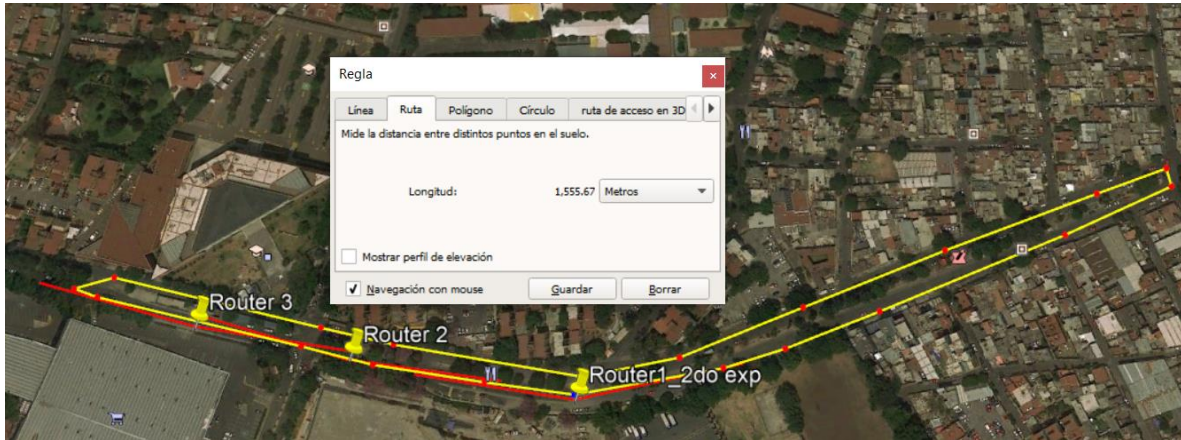 Regla
Línea Ruta Polígono Círculo ruta de acceso en 3D
Mide la distancia entre distintos puntos en el suelo.
Longitud: 1,555.67 Metros
Mostrar perfil de elevación
Navegación con mouse Guardar Borrar
Router 3
Router 2
Router1_2do exp